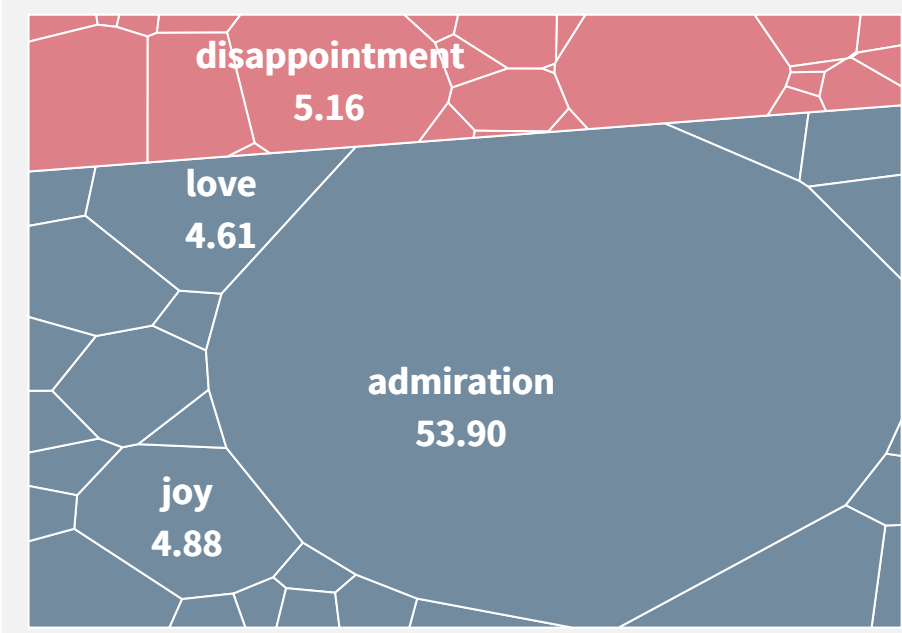 disappointment
5.16
love
4.61
admiration
53.90
joy
4.88